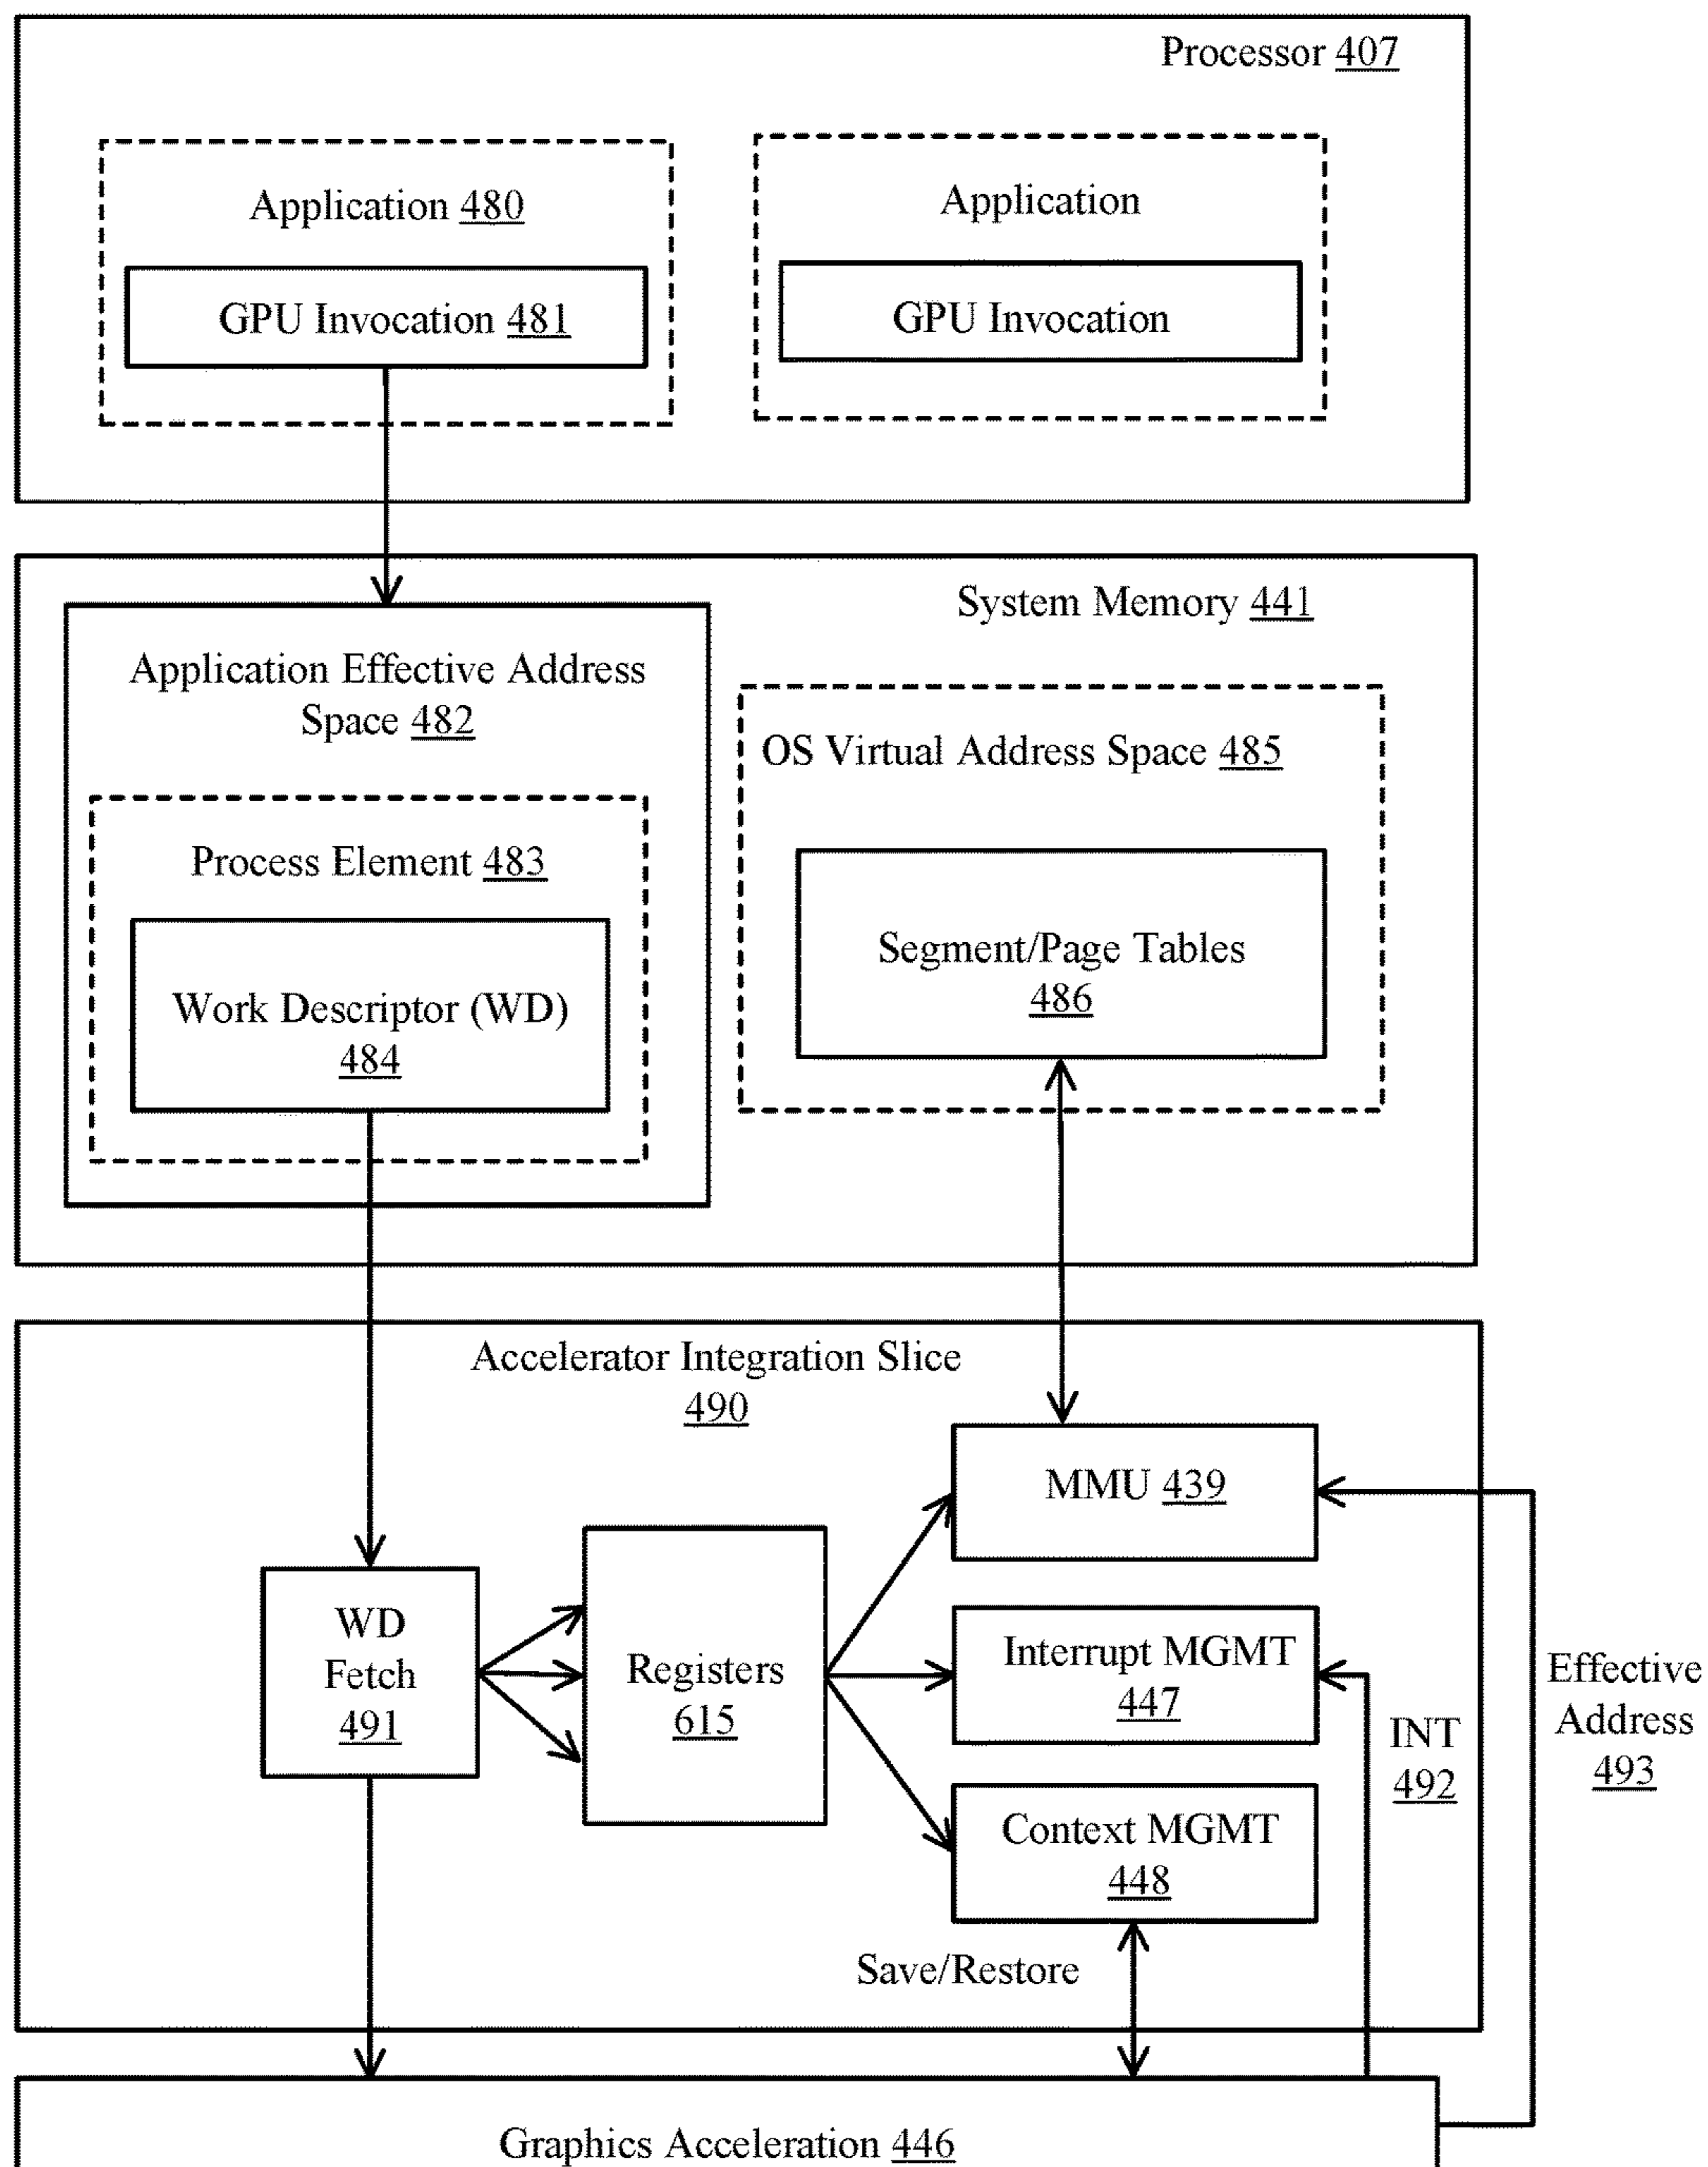 Processor 407
Application 480
GPU Invocation 481
Application
GPU Invocation
System Memory 441
Application Effective Address
Space 482
Process Element 483
Work Descriptor (WD)
484
OS Virtual Address Space 485
Segment/Page Tables
486
Accelerator Integration Slice
490
WD
Fetch
491
Registers
615
MMU 439
Interrupt MGMT
447
Context MGMT
448
Save/Restore
INT
492
Effective
Address
493
Graphics Acceleration 446